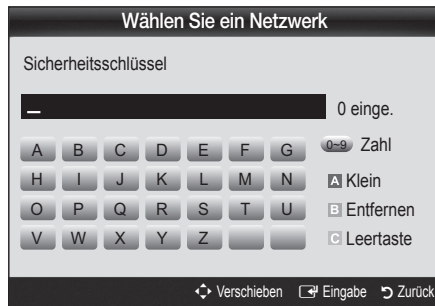 Wählen Sie ein Netzwerk
Sicherheitsschlüssel
0 einge.
A B C D E F G 0~9 Zahl
H I J K L M N A Klein
O P Q R S T U B Entfernen
V W X Y Z C Leertaste
Verschieben Eingabe Zurück